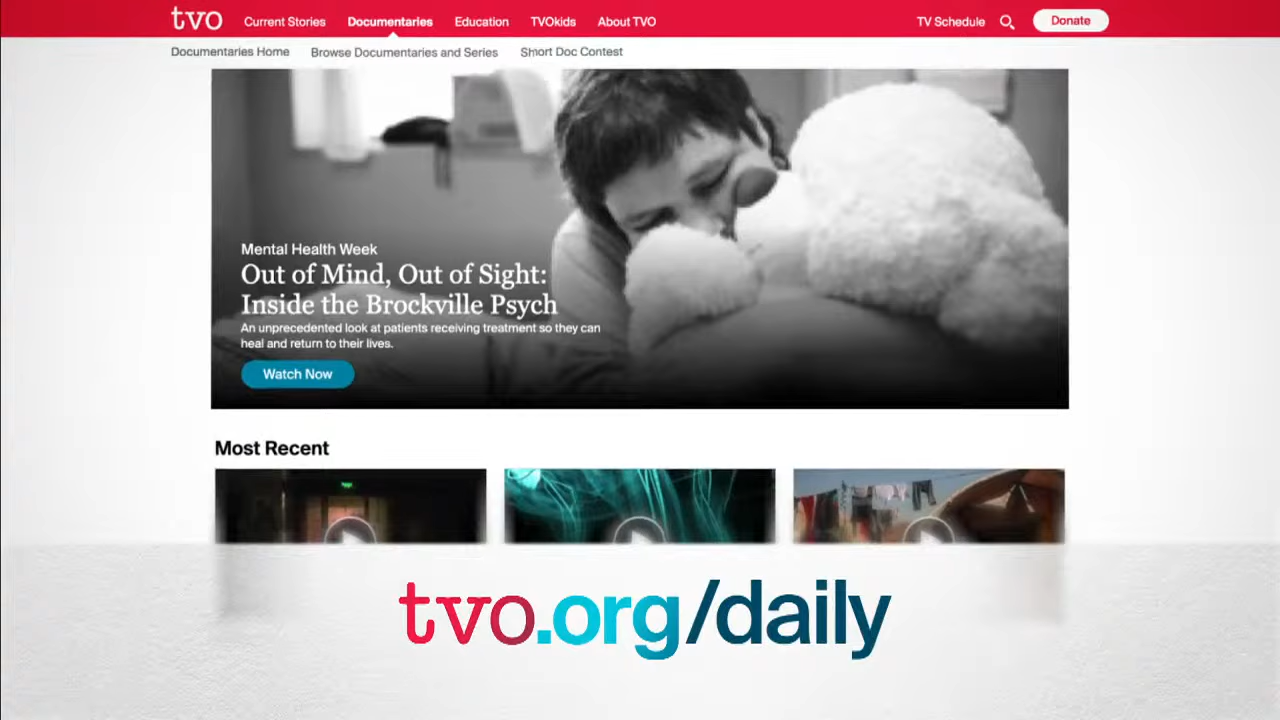 tvo Current Stories Documentaries Education TVOkids About TVO TV Schedule Donate
Documentaries Home Browse Documentaries and Series Short Doc Contest
Mental Health Week
Out of Mind, Out of Sight:
Inside the Brockville Psych
An unprecedented look at patients receiving treatment so they can
heal and return to their lives.
Watch Now
Most Recent
tvo.org/daily